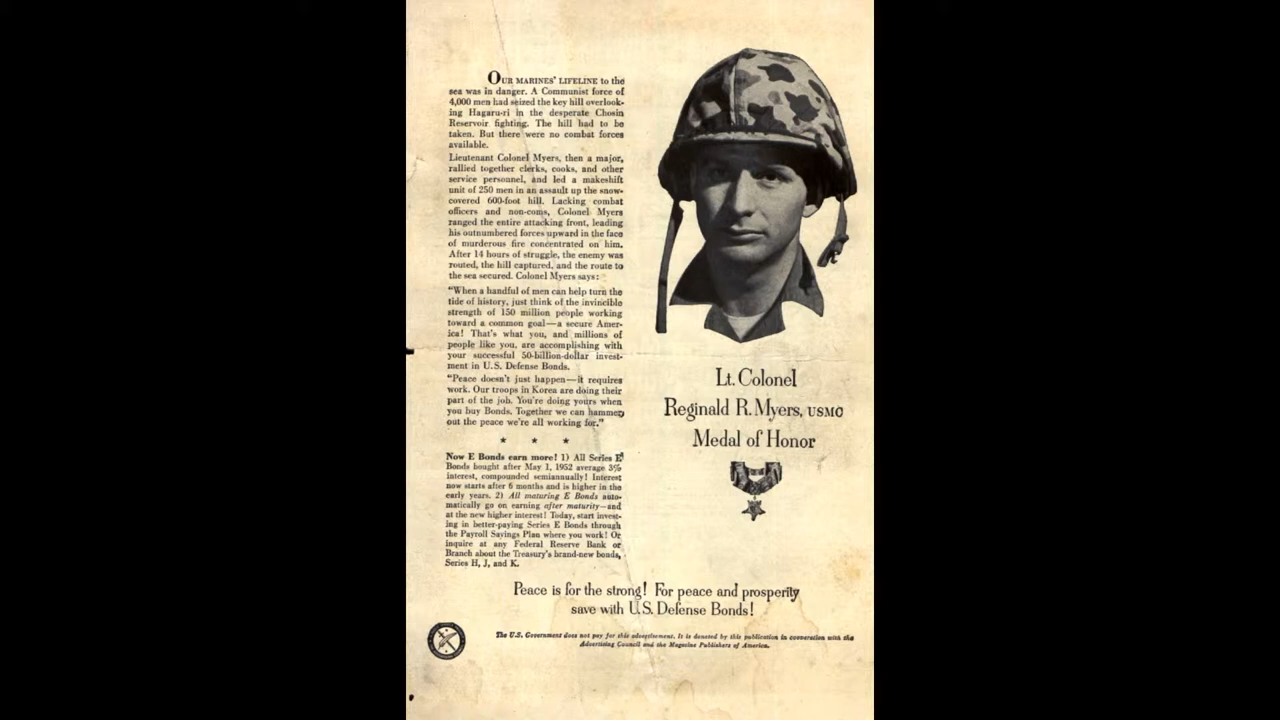 OUR MARINES' LIFELINE to the
sea was in danger. A Communist force of
4,000 men had seized the key hill overlook-
ing Hagaru-ri in the desperate Chosin
Reservoir fighting. The hill had to be
taken. But there were no combat forces
available.
Lieutenant Colonel Myers, then a major,
rallied together clerks, cooks, and other
service personnel, and led a makeshift
unit of 250 men in an assault up the snow-
covered 600-foot hill. Lacking combat
officers and non-coms, Colonel Myers
ranged the entire attacking front, leading
his outnumbered forces upward in the face
of murderous fire concentrated on him.
After 14 hours of struggle, the enemy was
routed, the hill captured, and the route to
the sea secured. Colonel Myers says:
"When a handful of men can help turn the
tide of history, just think of the invincible
strength of 150 million people working
toward a common goal—a secure Amer-
ica! That's what you, and millions of
people like you, are accomplishing with
your successful 50-billion-dollar invest-
ment in U.S. Defense Bonds.
"Peace doesn't just happen—it requires
work. Our troops in Korea are doing their
part of the job. You're doing yours when
you buy Bonds. Together we can hammer
out the peace we're all working for."
* * *
Now E Bonds earn more! 1) All Series E
Bonds bought after May 1, 1952 average 3%
interest, compounded semiannually! Interest
now starts after 6 months and is higher in the
early years. 2) All maturing E Bonds auto-
matically go on earning after maturity—and
at the new higher interest! Today, start invest-
ing in better-paying Series E Bonds through
the Payroll Savings Plan where you work! Or
inquire at any Federal Reserve Bank or
Branch about the Treasury's brand-new bonds,
Series H, J, and K.
Lt. Colonel
Reginald R. Myers, USMC
Medal of Honor
Peace is for the strong! For peace and prosperity
save with U.S. Defense Bonds!
The U.S. Government does not pay for this advertisement. It is donated by this publication in cooperation with the
Advertising Council and the Magazine Publishers of America.